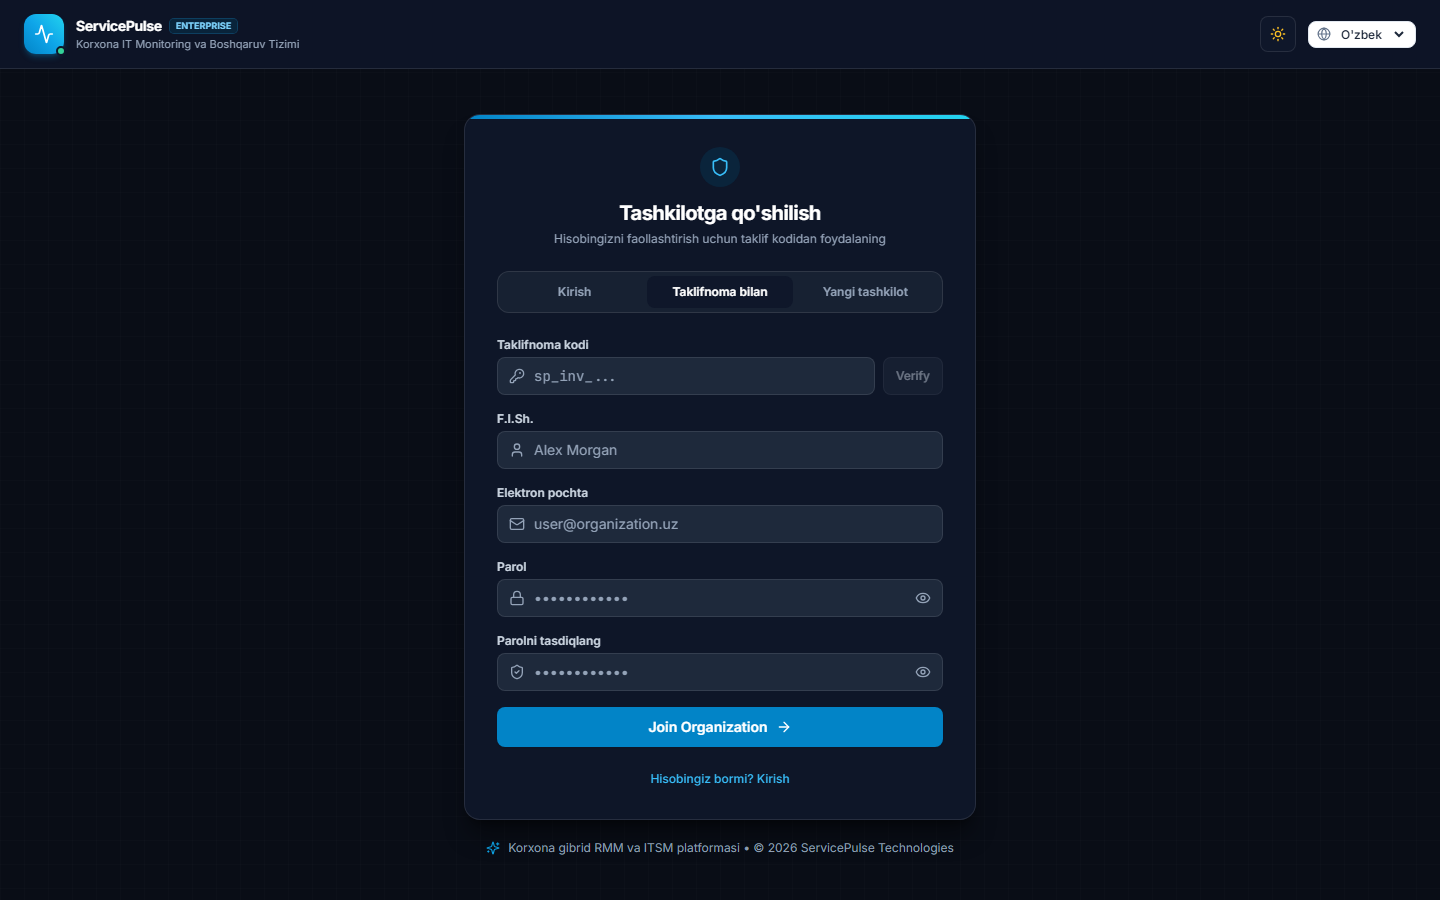 ServicePulse ENTERPRISE
Korxona IT Monitoring va Boshqaruv Tizimi
O'zbek
Tashkilotga qo'shilish
Hisobingizni faollashtirish uchun taklif kodidan foydalaning
Kirish Taklifnoma bilan Yangi tashkilot
Taklifnoma kodi
sp_inv_... Verify
F.I.Sh.
Alex Morgan
Elektron pochta
user@organization.uz
Parol
••••••••••••
Parolni tasdiqlang
••••••••••••
Join Organization →
Hisobingiz bormi? Kirish
Korxona gibrid RMM va ITSM platformasi • © 2026 ServicePulse Technologies